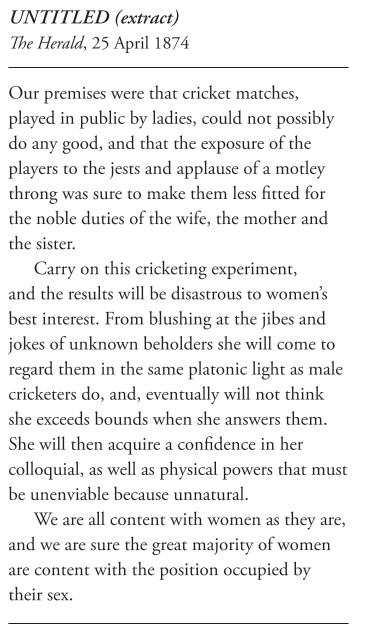 UNTITLED (extract)
The Herald, 25 April 1874
Our premises were that cricket matches,
played in public by ladies, could not possibly
do any good, and that the exposure of the
players to the jests and applause of a motley
throng was sure to make them less fitted for
the noble duties of the wife, the mother and
the sister.
Carry on this cricketing experiment,
and the results will be disastrous to women’s
best interest. From blushing at the jibes and
jokes of unknown beholders she will come to
regard them in the same platonic light as male
cricketers do, and, eventually will not think
she exceeds bounds when she answers them.
She will then acquire a confidence in her
colloquial, as well as physical powers that must
be unenviable because unnatural.
We are all content with women as they are,
and we are sure the great majority of women
are content with the position occupied by
their sex.